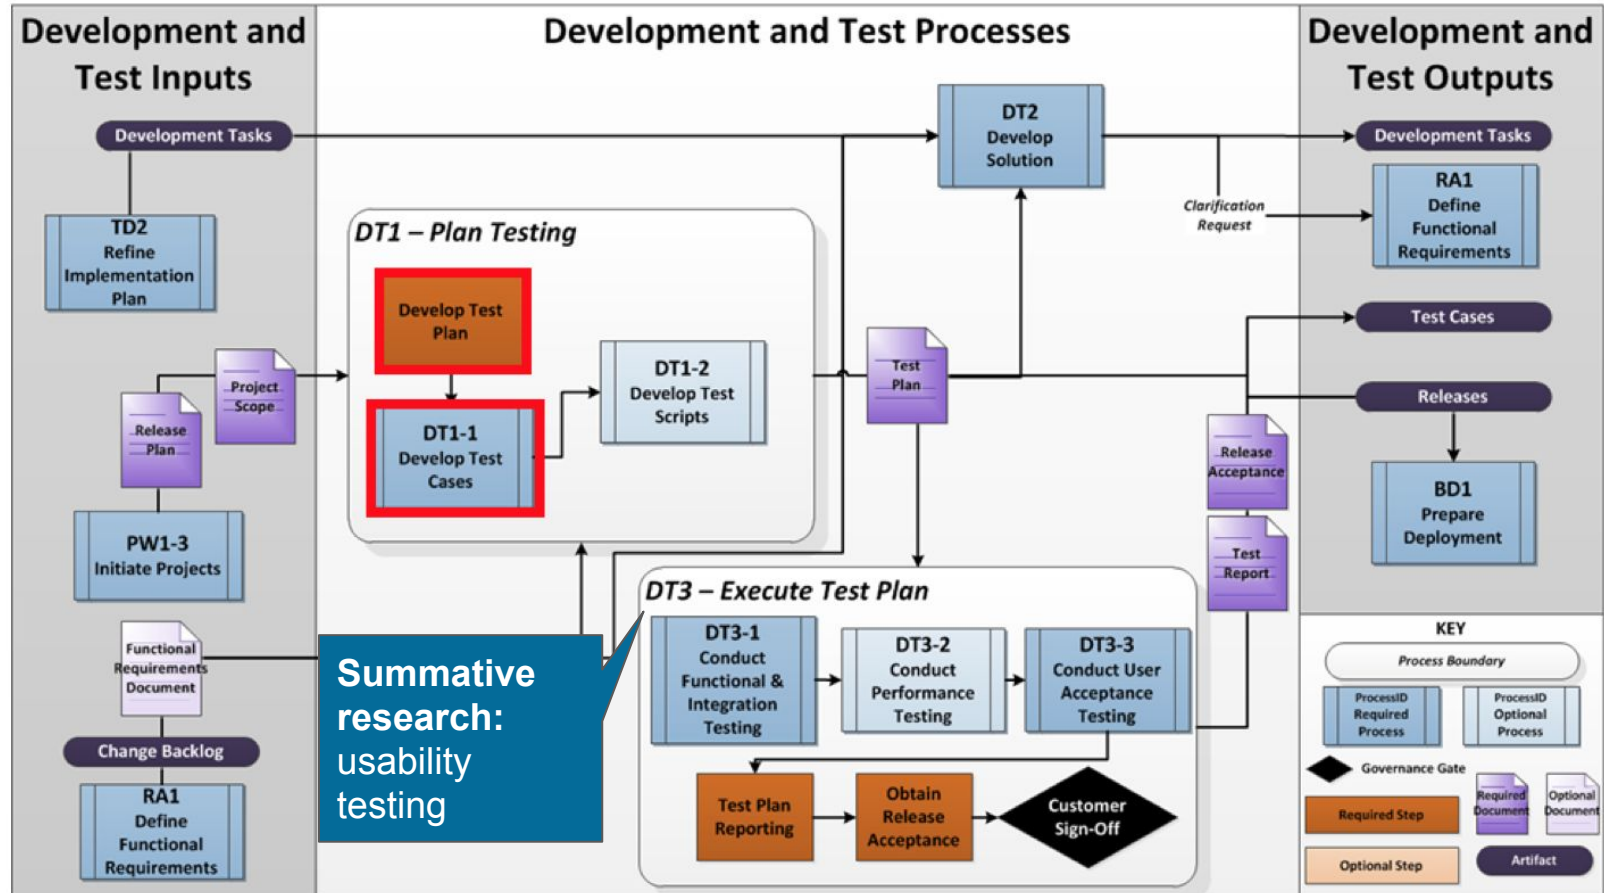 Development and
Test Inputs
Development Tasks
TD2
Refine
Implementation
Plan
Project
Scope
Release
Plan
PW1-3
Initiate Projects
Functional
Requirements
Document
Change Backlog
RA1
Define
Functional
Requirements
Development and Test Processes
DT2
Develop
Solution
Clarification
Request
DT1 – Plan Testing
Develop Test
Plan
DT1-1
Develop Test
Cases
DT1-2
Develop Test
Scripts
Test
Plan
Release
Acceptance
Test
Report
Summative
research:
usability
testing
DT3 – Execute Test Plan
DT3-1
Conduct
Functional &
Integration
Testing
DT3-2
Conduct
Performance
Testing
DT3-3
Conduct User
Acceptance
Testing
Test Plan
Reporting
Obtain
Release
Acceptance
Customer
Sign-Off
Development and
Test Outputs
Development Tasks
RA1
Define
Functional
Requirements
Test Cases
Releases
BD1
Prepare
Deployment
KEY
Process Boundary
ProcessID
Required
Process
ProcessID
Optional
Process
Governance Gate
Required Step
Required
Document
Optional
Document
Optional Step
Artifact